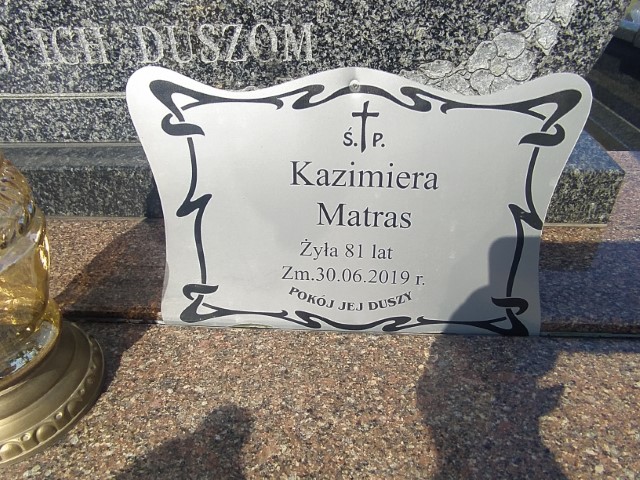 ICH DUSZOM
Ś. P.
Kazimiera
Matras
Żyła 81 lat
Zm.30.06.2019 r.
POKÓJ JEJ DUSZY